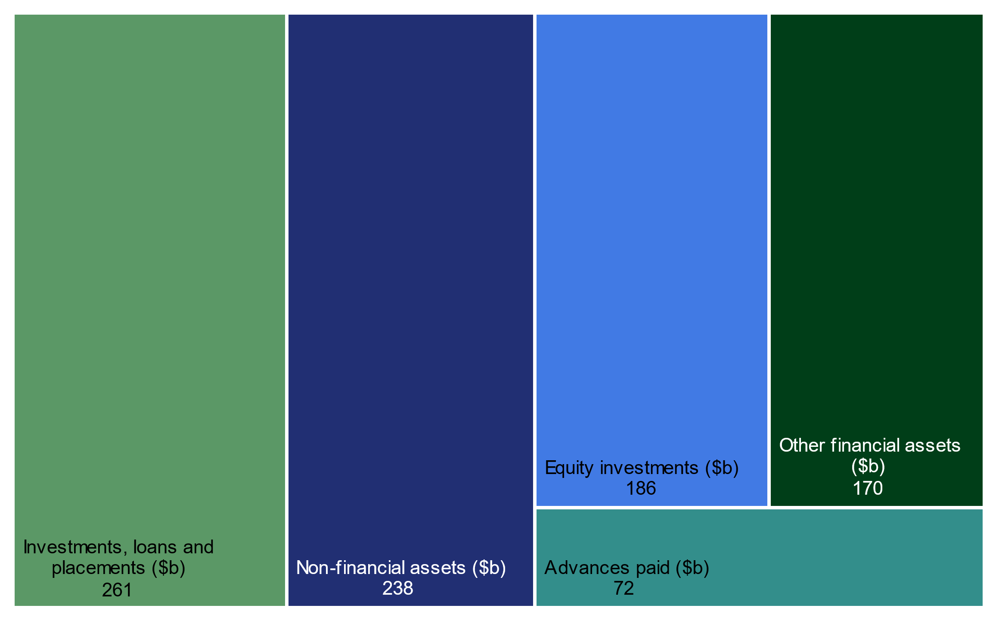 Investments, loans and
placements ($b)
261
Non-financial assets ($b)
238
Equity investments ($b)
186
Other financial assets
($b)
170
Advances paid ($b)
72